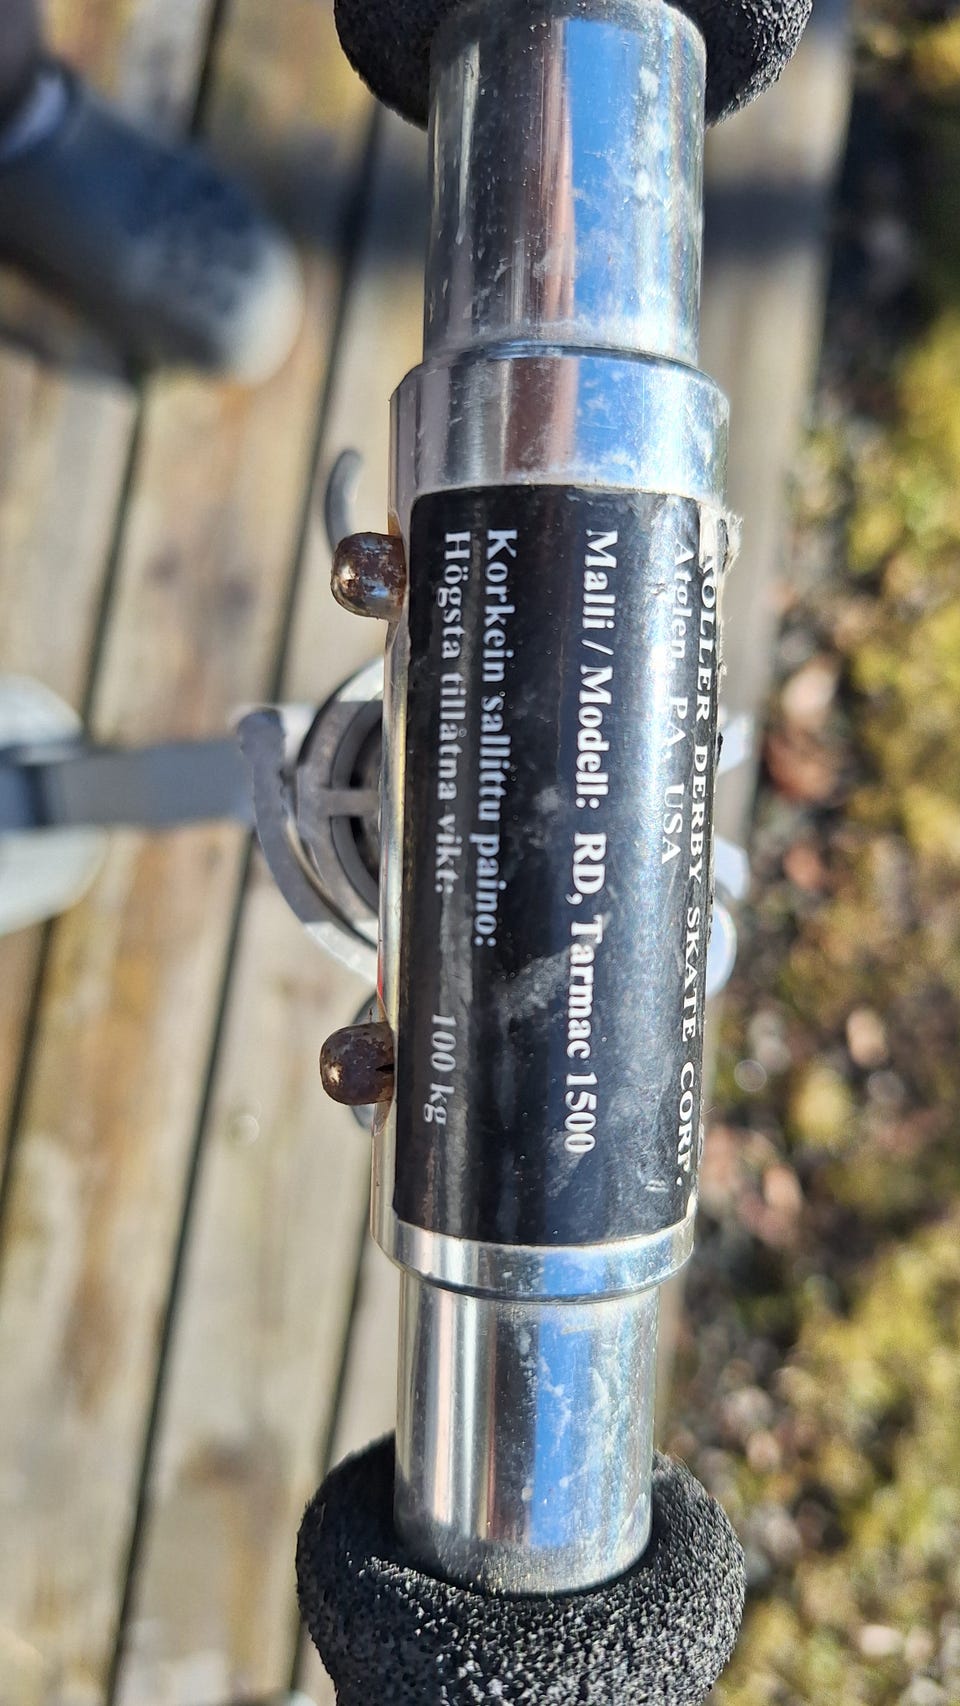 ROLLER DERBY SKATE CORP.
Atglen PA USA
Malli / Modell: RD, Tarmac 1500
Korkein sallittu paino:
Högsta tillåtna vikt: 100 kg